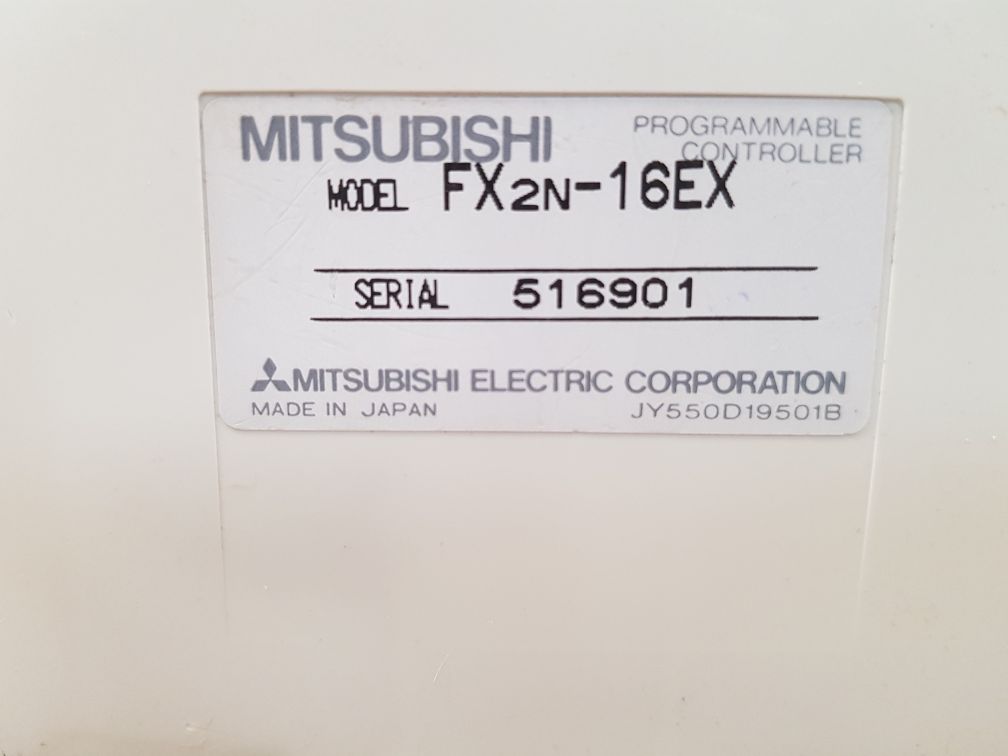 MITSUBISHI
PROGRAMMABLE
CONTROLLER
MODEL FX2N-16EX
SERIAL 516901
MITSUBISHI ELECTRIC CORPORATION
MADE IN JAPAN JY550D19501B